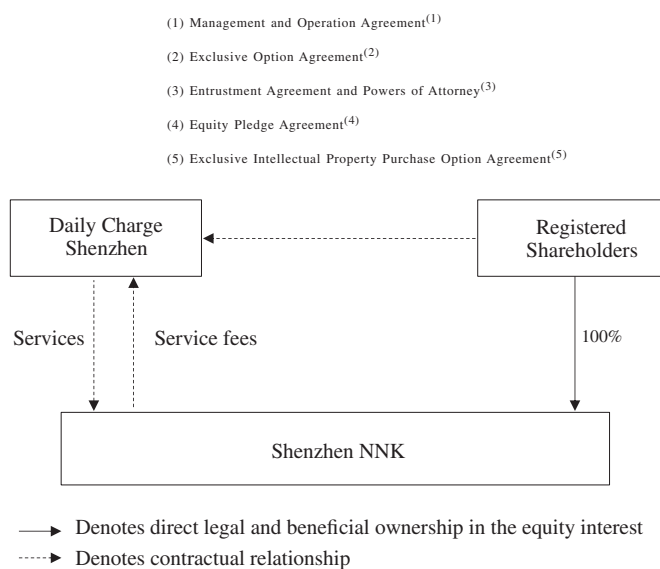 (1) Management and Operation Agreement(1)
(2) Exclusive Option Agreement(2)
(3) Entrustment Agreement and Powers of Attorney(3)
(4) Equity Pledge Agreement(4)
(5) Exclusive Intellectual Property Purchase Option Agreement(5)
Daily Charge
Shenzhen
Registered
Shareholders
Services
Service fees
100%
Shenzhen NNK
Denotes direct legal and beneficial ownership in the equity interest
Denotes contractual relationship